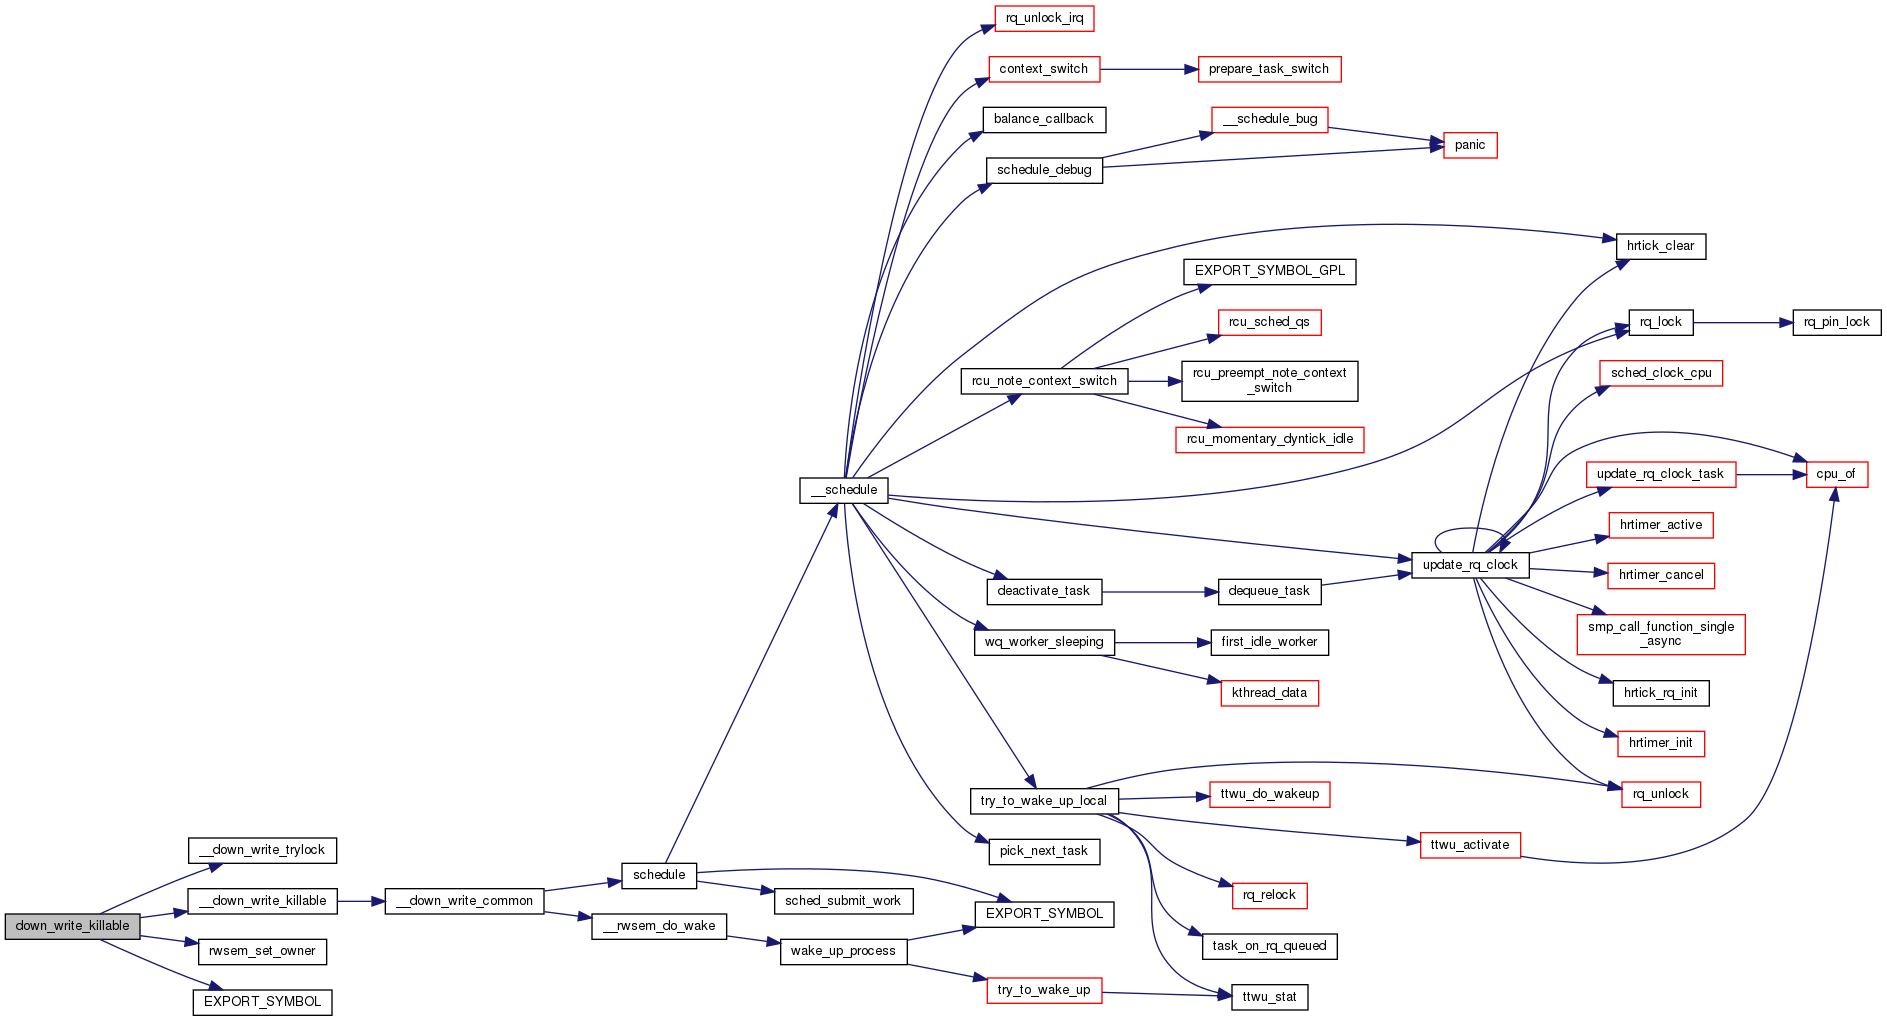 rq_unlock_irq
context_switch
prepare_task_switch
balance_callback
__schedule_bug
panic
schedule_debug
hrtick_clear
EXPORT_SYMBOL_GPL
rcu_sched_qs
rq_lock
rq_pin_lock
rcu_note_context_switch
rcu_preempt_note_context
_switch
sched_clock_cpu
rcu_momentary_dyntick_idle
__schedule
update_rq_clock_task
cpu_of
hrtimer_active
update_rq_clock
hrtimer_cancel
deactivate_task
dequeue_task
smp_call_function_single
_async
wq_worker_sleeping
first_idle_worker
kthread_data
hrtick_rq_init
hrtimer_init
try_to_wake_up_local
ttwu_do_wakeup
rq_unlock
pick_next_task
ttwu_activate
__down_write_trylock
schedule
rq_relock
down_write_killable
__down_write_killable
__down_write_common
sched_submit_work
EXPORT_SYMBOL
__rwsem_do_wake
rwsem_set_owner
wake_up_process
task_on_rq_queued
EXPORT_SYMBOL
try_to_wake_up
ttwu_stat